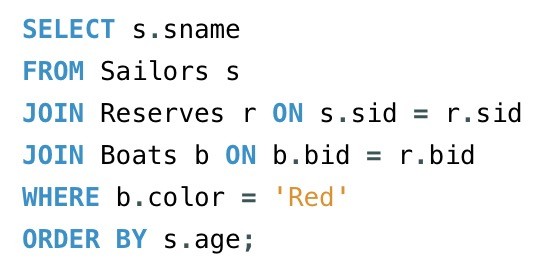 SELECT s.sname
FROM Sailors s
JOIN Reserves r ON s.sid = r.sid
JOIN Boats b ON b.bid = r.bid
WHERE b.color = 'Red'
ORDER BY s.age;